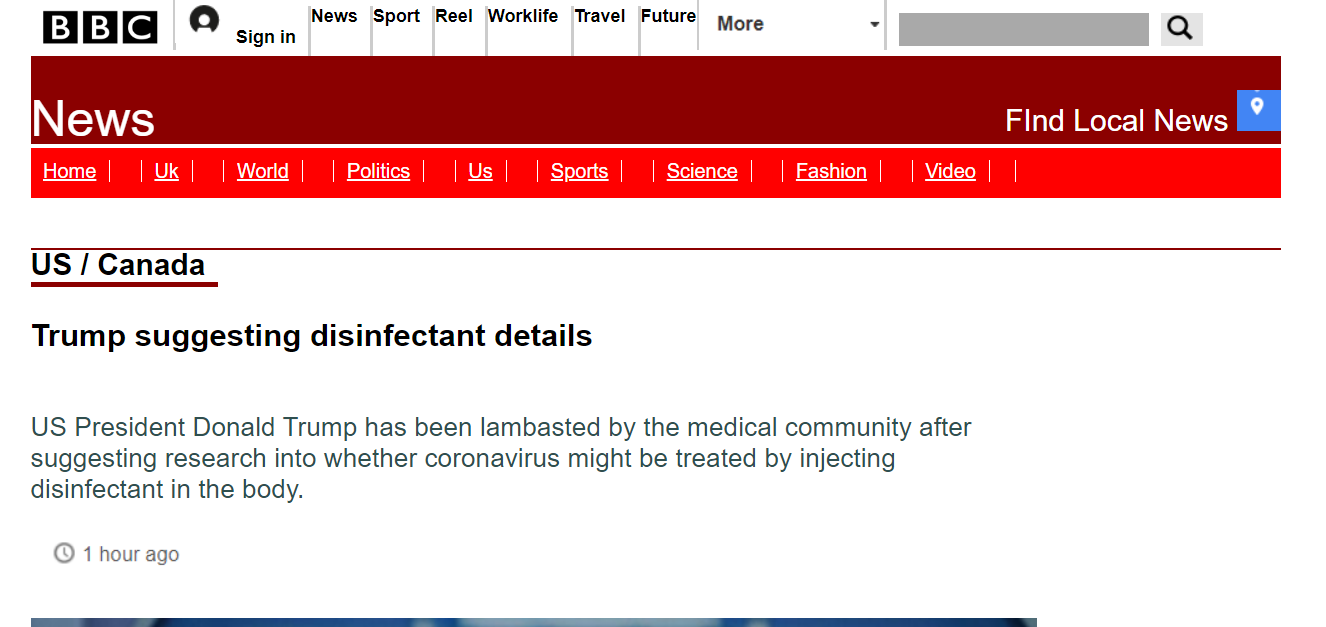 BBC Sign in News Sport Reel Worklife Travel Future More
News
FInd Local News
Home Uk World Politics Us Sports Science Fashion Video
US / Canada
Trump suggesting disinfectant details
US President Donald Trump has been lambasted by the medical community after
suggesting research into whether coronavirus might be treated by injecting
disinfectant in the body.
1 hour ago